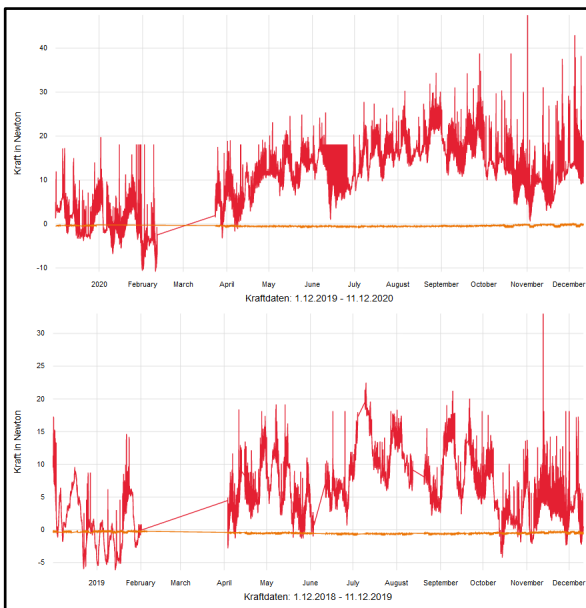 Kraft in Newton
40
30
20
10
0
-10
2020 February March April May June July August September October November December
Kraftdaten: 1.12.2019 - 11.12.2020
Kraft in Newton
30
25
20
15
10
5
0
-5
2019 February March April May June July August September October November December
Kraftdaten: 1.12.2018 - 11.12.2019